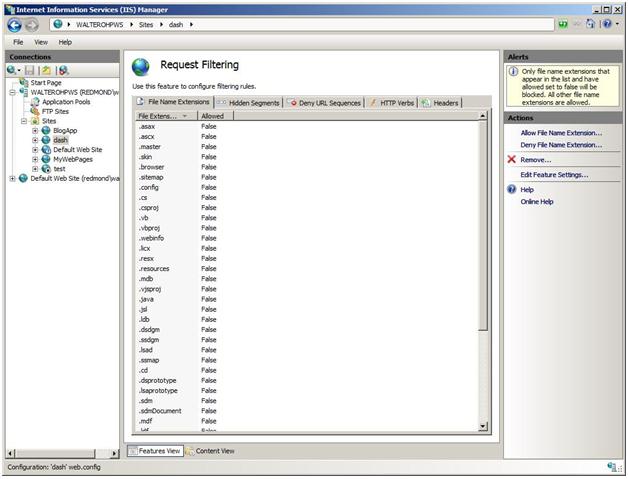 Internet Information Services (IIS) Manager
WALTEROHPWS ▸ Sites ▸ dash ▸
File View Help
Connections
Start Page
WALTEROHPWS (REDMOND\w
Application Pools
FTP Sites
Sites
BlogApp
dash
Default Web Site
MyWebPages
test
Default Web Site (redmond\wa
Request Filtering
Use this feature to configure filtering rules.
File Name Extensions Hidden Segments Deny URL Sequences HTTP Verbs Headers
File Extens... Allowed
.asax False
.ascx False
.master False
.skin False
.browser False
.sitemap False
.config False
.cs False
.csproj False
.vb False
.vbproj False
.webinfo False
.licx False
.resx False
.resources False
.mdb False
.vjsproj False
.java False
.jsl False
.ldb False
.dsdgm False
.ssdgm False
.lsad False
.ssmap False
.cd False
.dsprototype False
.lsaprototype False
.sdm False
.sdmDocument False
.mdf False
.ldf False
Features View Content View
Alerts
Only file name extensions that
appear in the list and have
allowed set to false will be
blocked. All other file name
extensions are allowed.
Actions
Allow File Name Extension...
Deny File Name Extension...
Remove...
Edit Feature Settings...
Help
Online Help
Configuration: 'dash' web.config